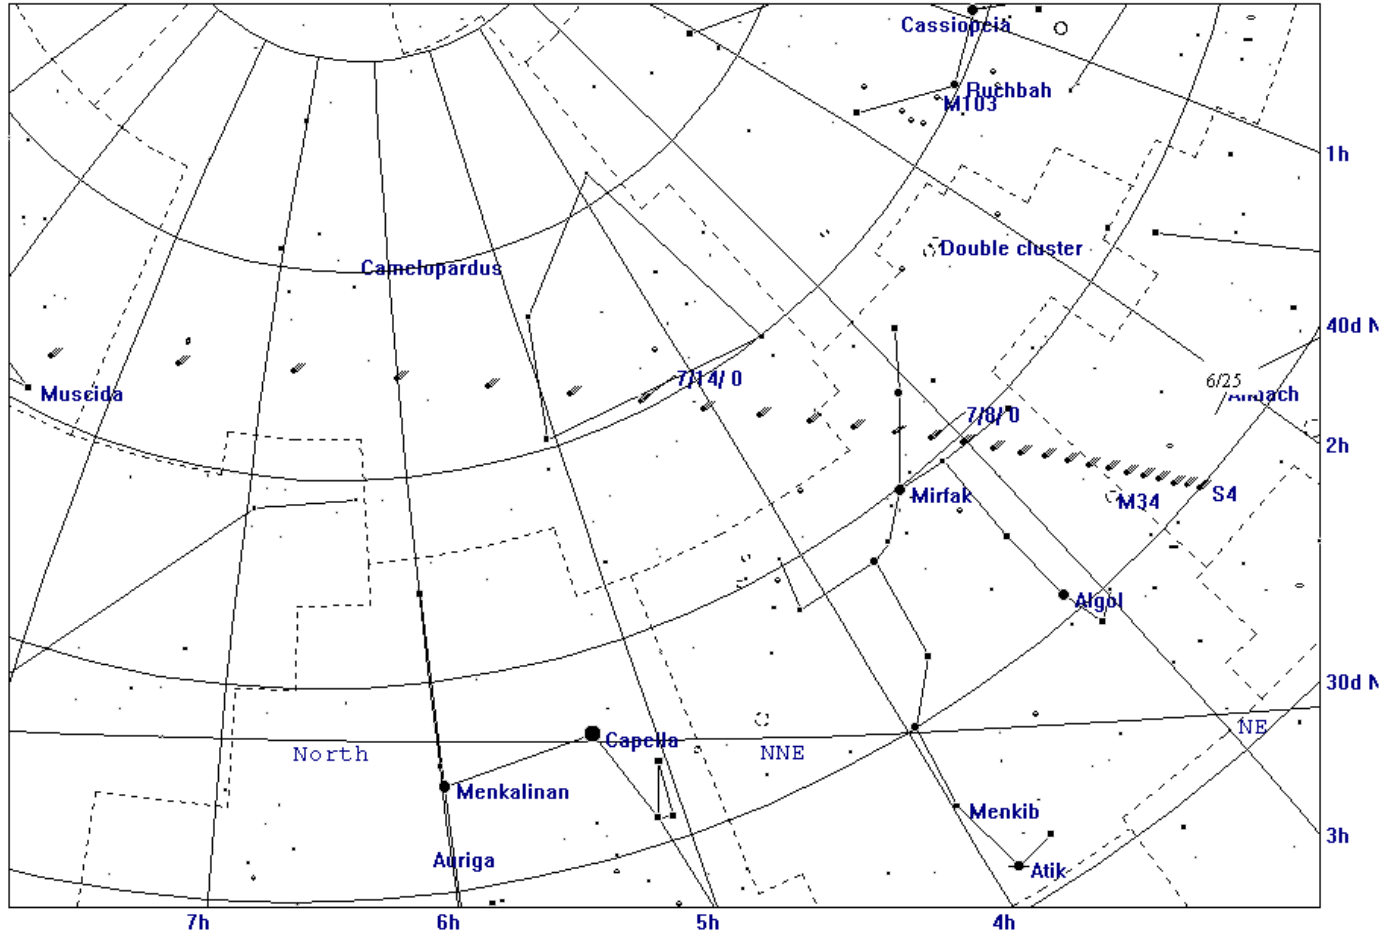 Cassiopeia
Ruchbah
M103
1h
Double cluster
Camelopardus
40d N
7/14/ 0
6/25
Muscida
7/8/ 0
2h
Mirfak
M34
S4
Algol
30d N
North
Capella
NNE
NE
Menkalinan
Menkib
3h
Auriga
Atik
7h
6h
5h
4h